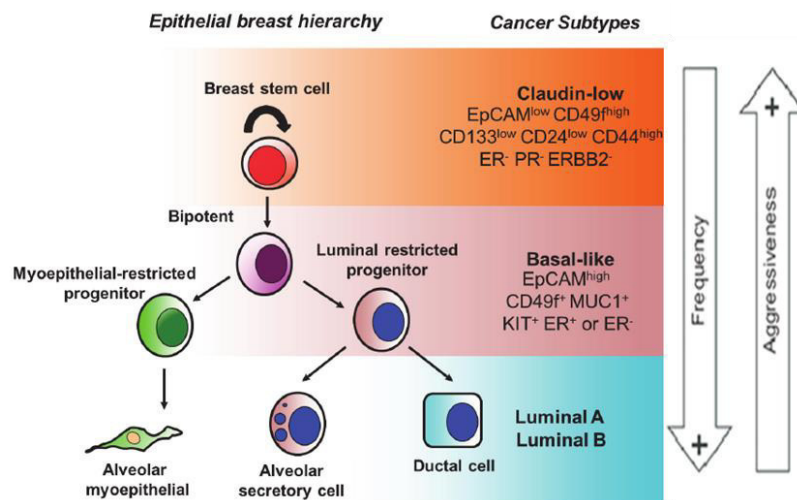 Epithelial breast hierarchy
Cancer Subtypes
Breast stem cell
Claudin-low
EpCAMlow CD49fhigh
CD133low CD24low CD44high
ER- PR- ERBB2-
Bipotent
Luminal restricted
progenitor
Myoepithelial-restricted
progenitor
Basal-like
EpCAMhigh
CD49f+ MUC1+
KIT+ ER+ or ER-
Luminal A
Luminal B
Alveolar
myoepithelial
Alveolar
secretory cell
Ductal cell
Frequency
+
Aggressiveness
+